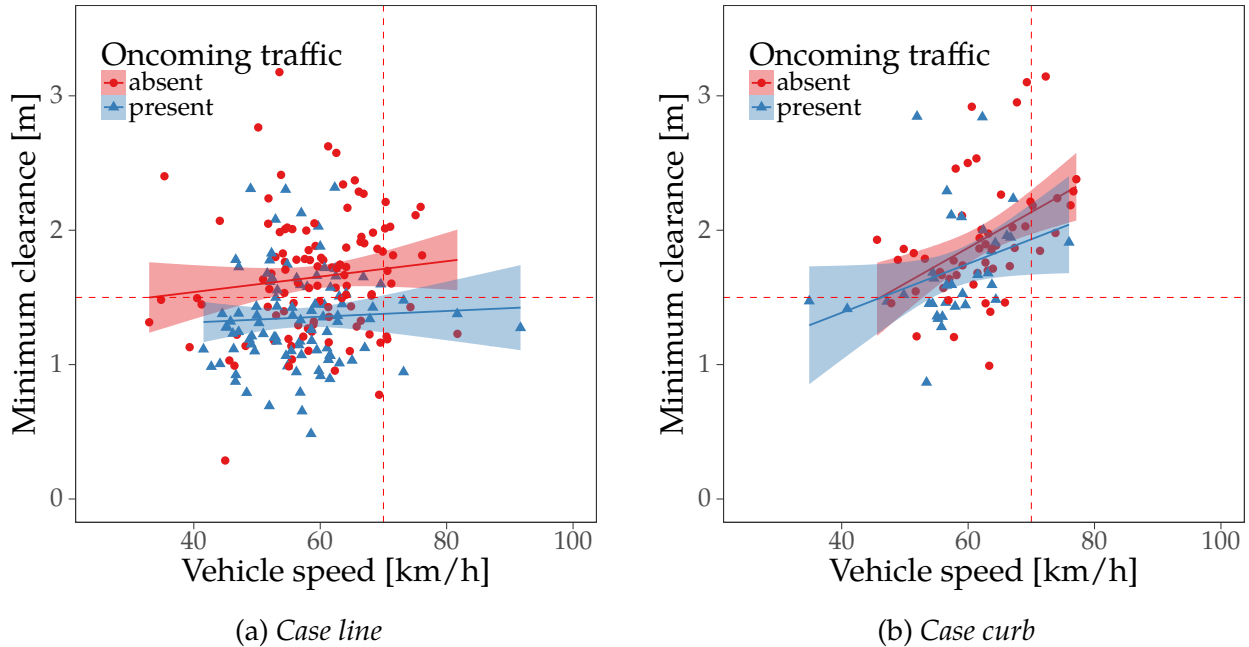 Oncoming traffic
absent
present
Minimum clearance [m]
3
2
1
0
40 60 80 100
Vehicle speed [km/h]
(a) Case line
Oncoming traffic
absent
present
Minimum clearance [m]
3
2
1
0
40 60 80 100
Vehicle speed [km/h]
(b) Case curb